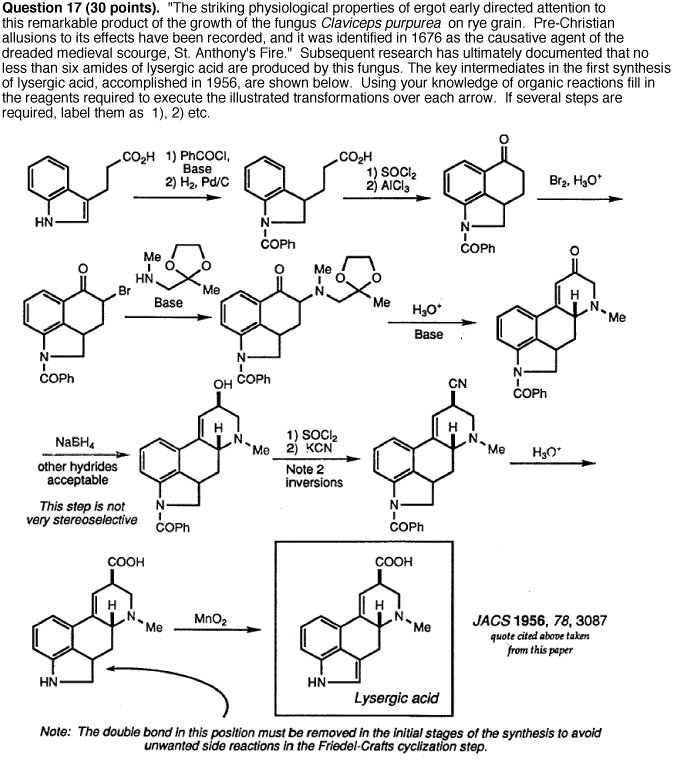 Question 17 (30 points). "The striking physiological properties of ergot early directed attention to
this remarkable product of the growth of the fungus Claviceps purpurea on rye grain. Pre-Christian
allusions to its effects have been recorded, and it was identified in 1676 as the causative agent of the
dreaded medieval scourge, St. Anthony's Fire." Subsequent research has ultimately documented that no
less than six amides of lysergic acid are produced by this fungus. The key intermediates in the first synthesis
of lysergic acid, accomplished in 1956, are shown below. Using your knowledge of organic reactions fill in
the reagents required to execute the illustrated transformations over each arrow. If several steps are
required, label them as 1), 2) etc.
CO₂H
HN
1) PhCOCl,
Base
2) H₂, Pd/C
CO₂H
N
COPh
1) SOCl₂
2) AlCl₃
O
N
COPh
Br₂, H₃O⁺
O
Br
N
COPh
Me
HN
O
O
Me
Base
O
Me
N
O
O
Me
N
COPh
H₃O⁺
Base
O
H
N
Me
N
COPh
NaBH₄
other hydrides
acceptable
This step is not
very stereoselective
OH
H
N
Me
N
COPh
1) SOCl₂
2) KCN
Note 2
inversions
CN
H
N
Me
N
COPh
H₃O⁺
COOH
H
N
Me
HN
MnO₂
COOH
H
N
Me
HN
Lysergic acid
JACS 1956, 78, 3087
quote cited above taken
from this paper
Note: The double bond in this position must be removed in the initial stages of the synthesis to avoid
unwanted side reactions in the Friedel-Crafts cyclization step.